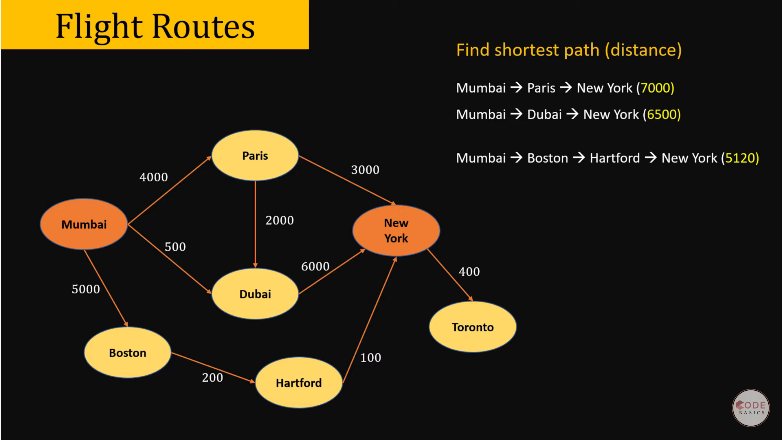 Flight Routes
Find shortest path (distance)
Mumbai → Paris → New York (7000)
Mumbai → Dubai → New York (6500)
Mumbai → Boston → Hartford → New York (5120)
Paris
4000
3000
Mumbai
2000
New
York
500
6000
400
5000
Dubai
Toronto
Boston
100
200
Hartford
CODE
BASICS